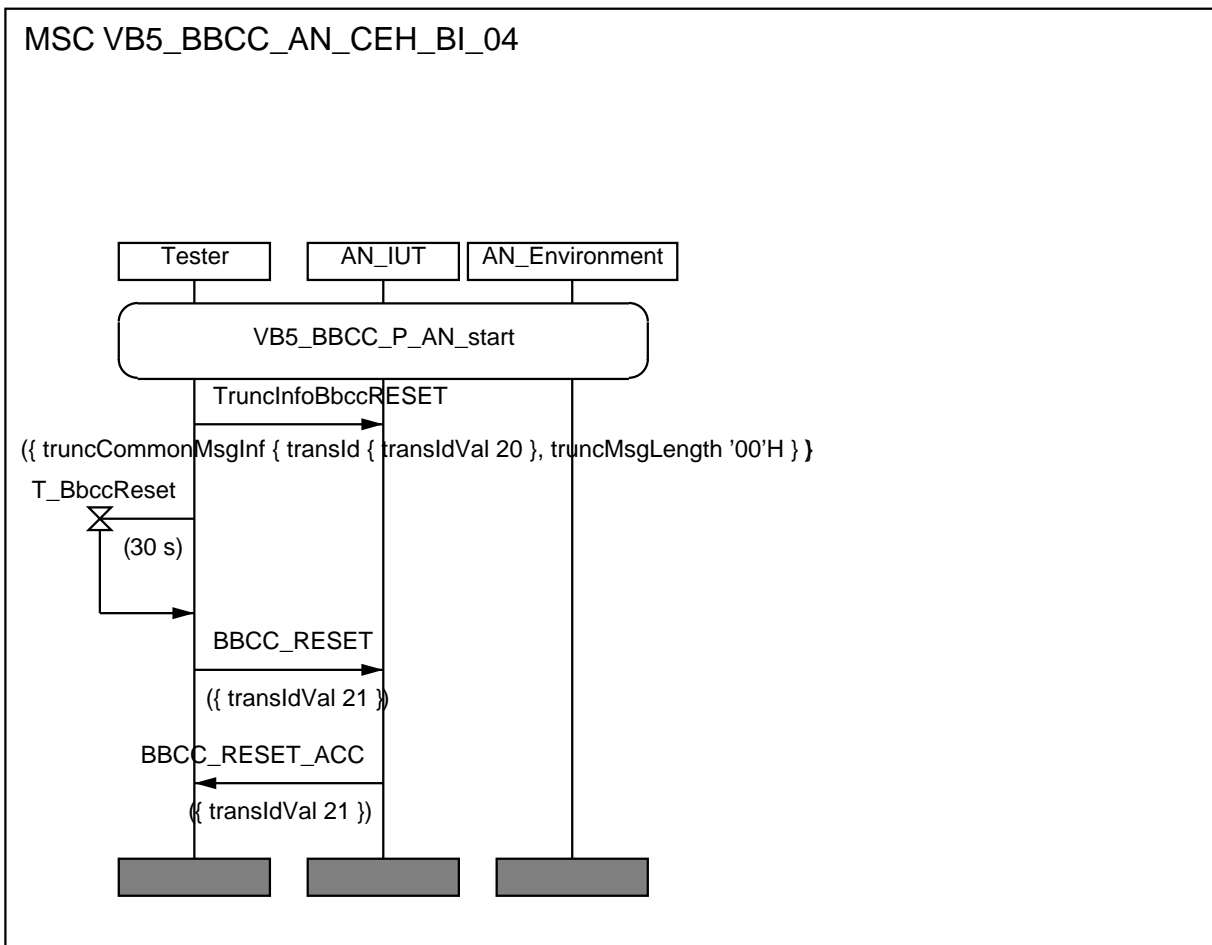 MSC VB5_BBCC_AN_CEH_BI_04
Tester
AN_IUT
AN_Environment
VB5_BBCC_P_AN_start
TruncInfoBbccRESET
({ truncCommonMsgInf { transId { transIdVal 20 }, truncMsgLength '00'H } })
T_BbccReset
(30 s)
BBCC_RESET
({ transIdVal 21 })
BBCC_RESET_ACC
({ transIdVal 21 })